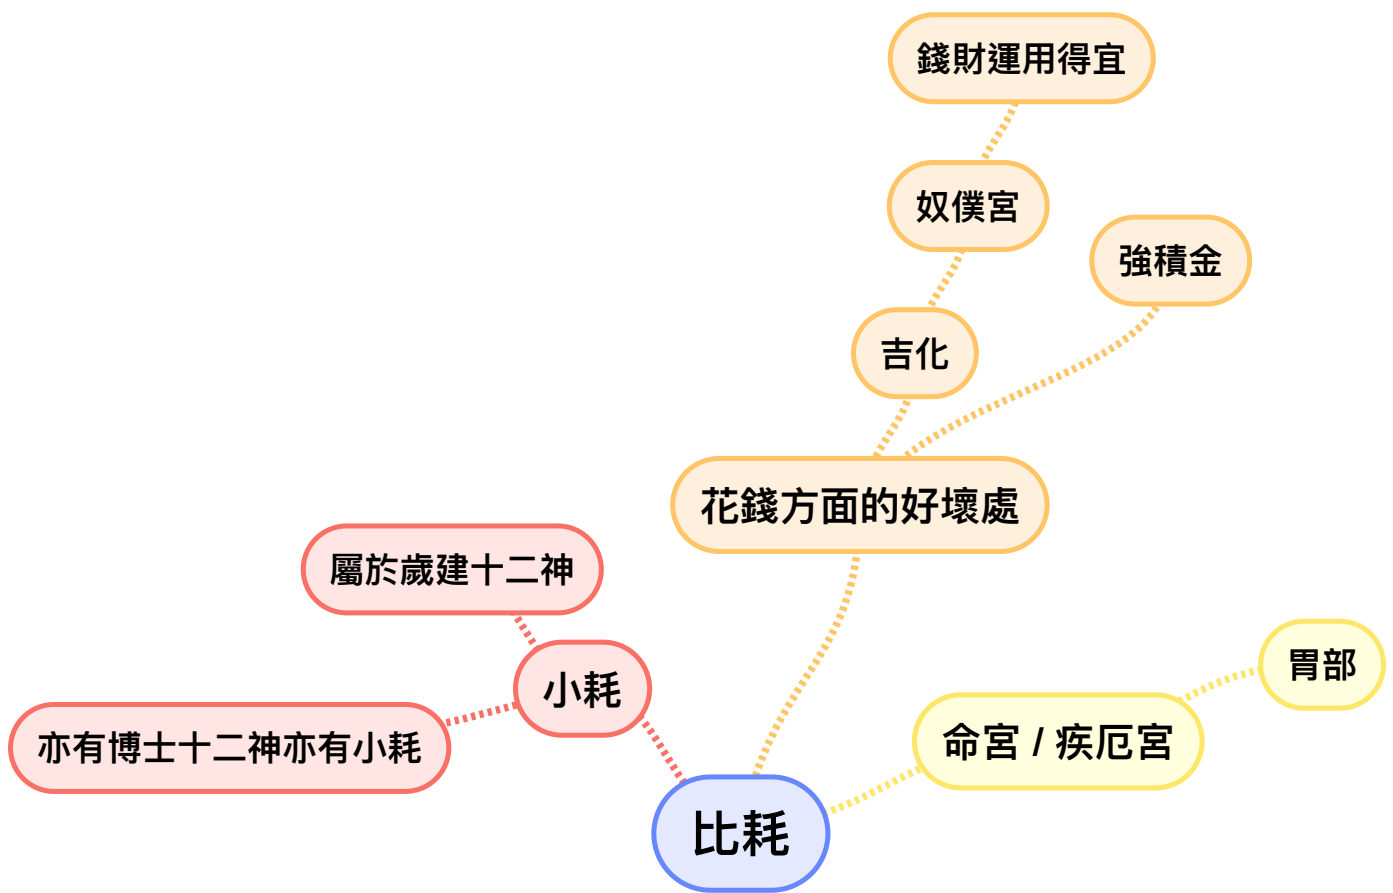 錢財運用得宜
奴僕宮
強積金
吉化
花錢方面的好壞處
屬於歲建十二神
小耗
亦有博士十二神亦有小耗
胃部
命宮 / 疾厄宮
比耗